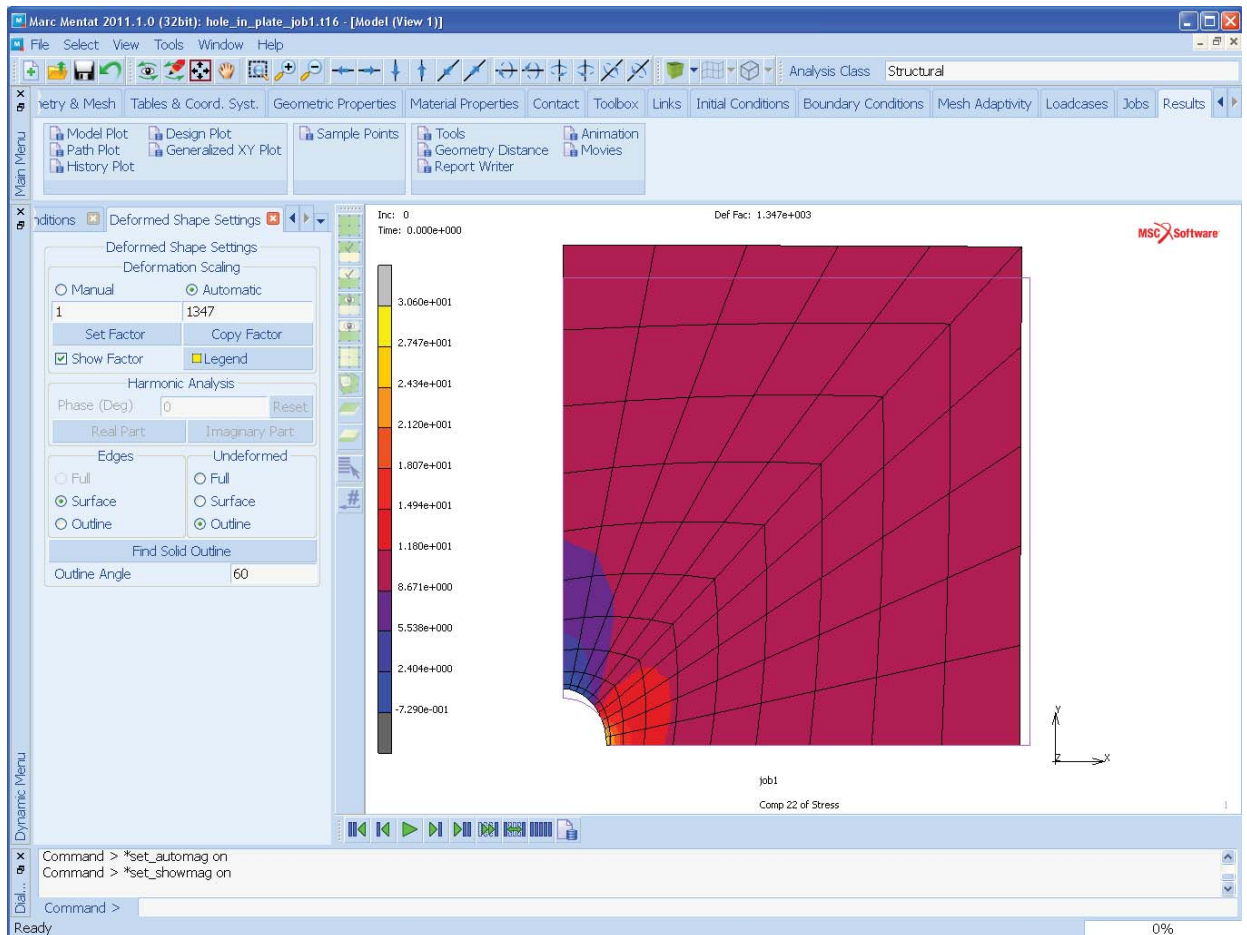 Marc Mentat 2011.1.0 (32bit): hole_in_plate_job1.t16 - [Model (View 1)]
File Select View Tools Window Help
Analysis Class Structural
ietry & Mesh Tables & Coord. Syst. Geometric Properties Material Properties Contact Toolbox Links Initial Conditions Boundary Conditions Mesh Adaptivity Loadcases Jobs Results
Main Menu
Model Plot Design Plot Sample Points Tools Animation
Path Plot Generalized XY Plot Geometry Distance Movies
History Plot Report Writer
Dynamic Menu
nditions Deformed Shape Settings
Deformed Shape Settings
Deformation Scaling
Manual Automatic
1 1347
Set Factor Copy Factor
Show Factor Legend
Harmonic Analysis
Phase (Deg) 0 Reset
Real Part Imaginary Part
Edges Undeformed
Full Full
Surface Surface
Outline Outline
Find Solid Outline
Outline Angle 60
Inc: 0 Def Fac: 1.347e+003
Time: 0.000e+000
MSC Software
3.060e+001
2.747e+001
2.434e+001
2.120e+001
1.807e+001
1.494e+001
1.180e+001
8.671e+000
5.538e+000
2.404e+000
-7.290e-001
Y
Z X
job1
Comp 22 of Stress
1
Dial...
Command > *set_automag on
Command > *set_showmag on
Command >
Ready 0%